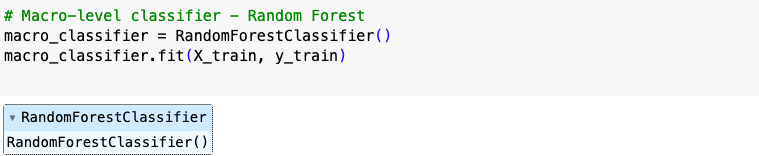 # Macro-level classifier - Random Forest
macro_classifier = RandomForestClassifier()
macro_classifier.fit(X_train, y_train)
▾ RandomForestClassifier
RandomForestClassifier()